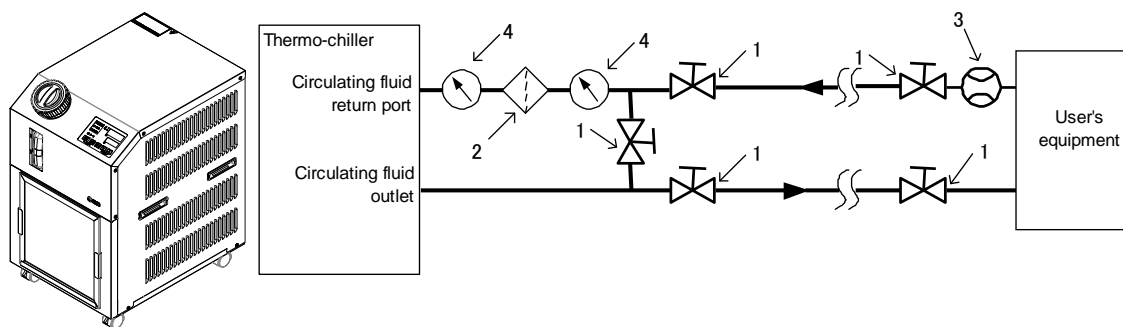 Thermo-chiller
4
4
1
1
3
Circulating fluid
return port
2
1
User's
equipment
Circulating fluid
outlet
1
1